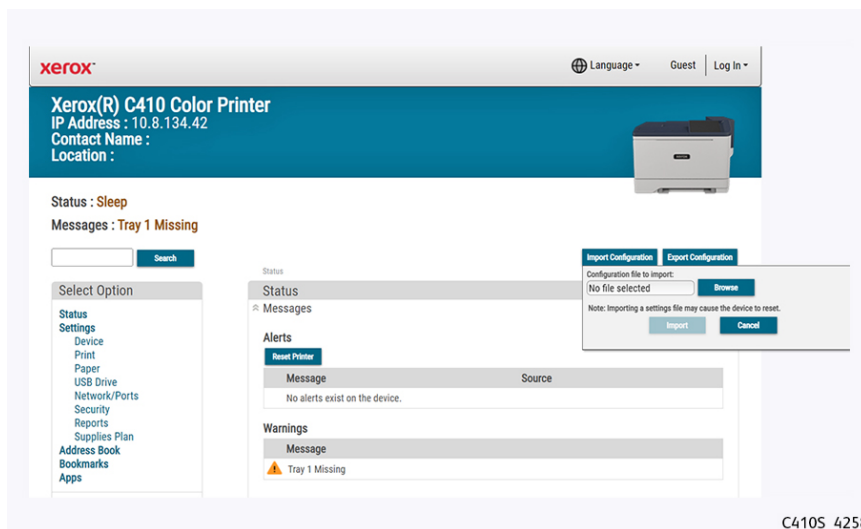 xerox™
Language Guest Log In
Xerox(R) C410 Color Printer
IP Address : 10.8.134.42
Contact Name :
Location :
Status : Sleep
Messages : Tray 1 Missing
Search
Import Configuration Export Configuration
Status
Configuration file to import:
No file selected Browse
Note: Importing a settings file may cause the device to reset.
Import Cancel
Select Option
Status
Settings
Device
Print
Paper
USB Drive
Network/Ports
Security
Reports
Supplies Plan
Address Book
Bookmarks
Apps
Status
Messages
Alerts
Reset Printer
Message Source
No alerts exist on the device.
Warnings
Message
Tray 1 Missing